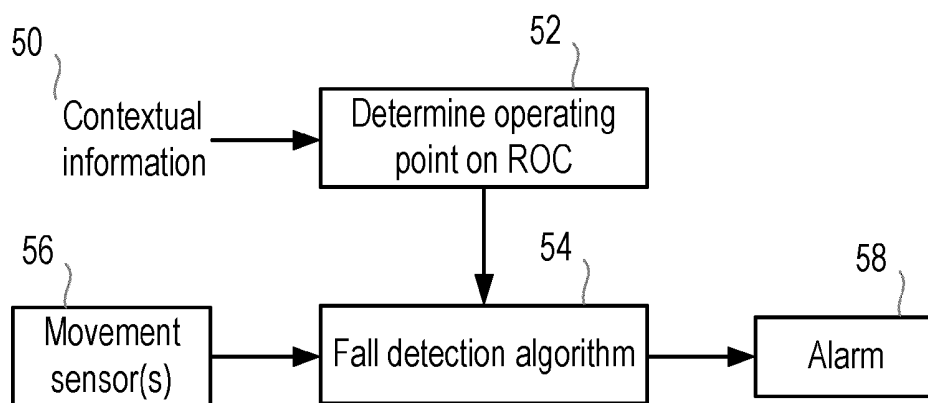 50
Contextual
information
52
Determine operating
point on ROC
56
Movement
sensor(s)
54
Fall detection algorithm
58
Alarm